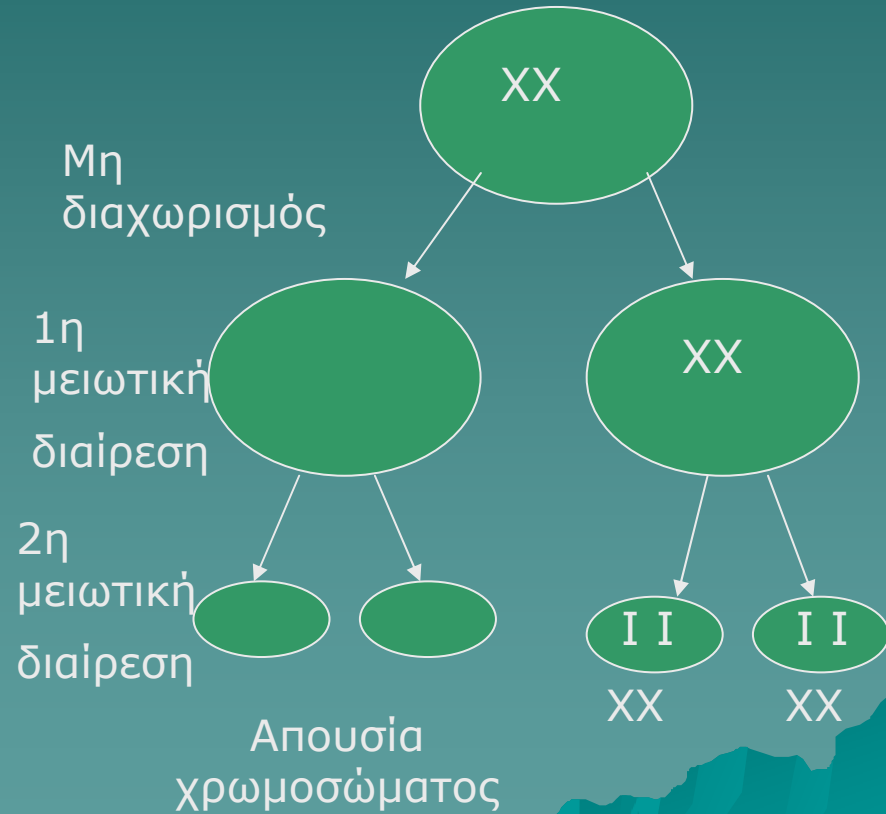 XX
Μη
διαχωρισμός
1η
μειωτική
διαίρεση
XX
2η
μειωτική
διαίρεση
I I
I I
XX
XX
Απουσία
χρωμοσώματος